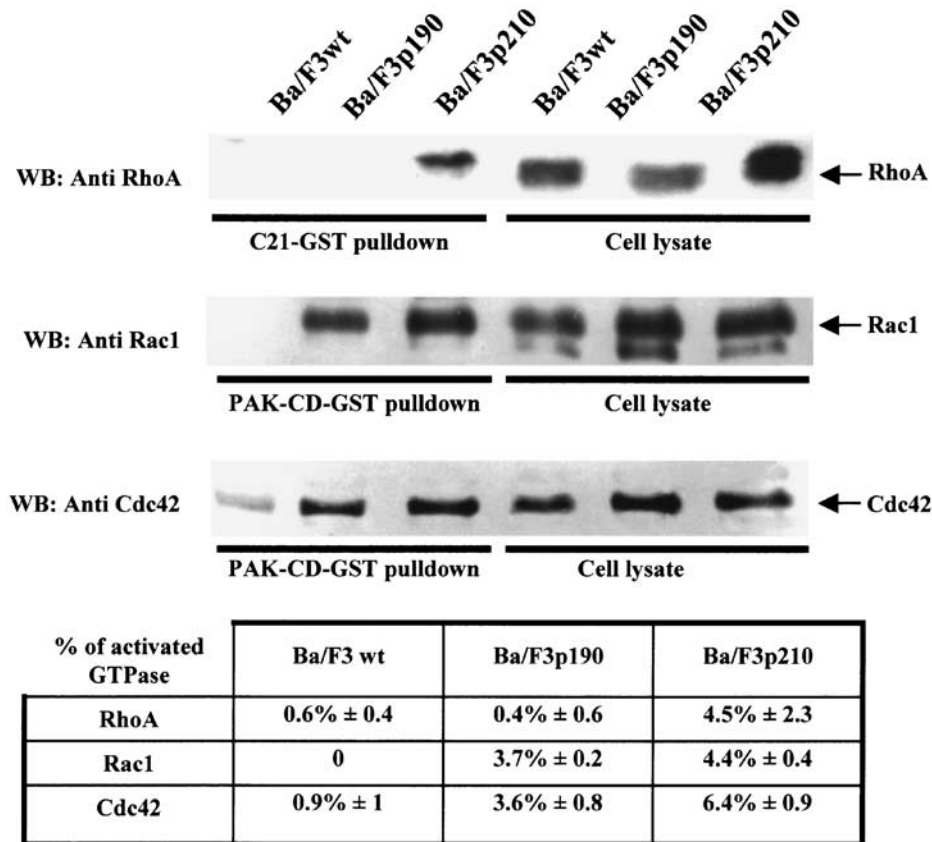 Ba/F3wt Ba/F3p190 Ba/F3p210 Ba/F3wt Ba/F3p190 Ba/F3p210
WB: Anti RhoA RhoA
C21-GST pulldown Cell lysate
WB: Anti Rac1 Rac1
PAK-CD-GST pulldown Cell lysate
WB: Anti Cdc42 Cdc42
PAK-CD-GST pulldown Cell lysate
% of activated
GTPase Ba/F3 wt Ba/F3p190 Ba/F3p210
RhoA 0.6% ± 0.4 0.4% ± 0.6 4.5% ± 2.3
Rac1 0 3.7% ± 0.2 4.4% ± 0.4
Cdc42 0.9% ± 1 3.6% ± 0.8 6.4% ± 0.9